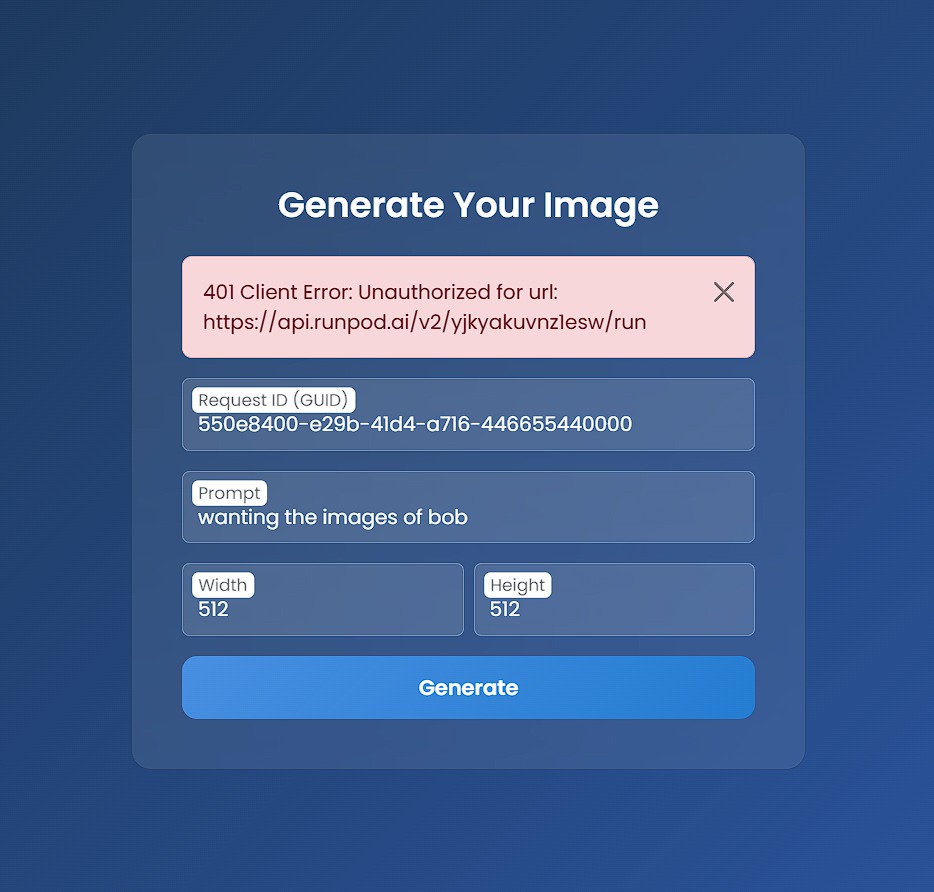 Generate Your Image
401 Client Error: Unauthorized for url:
https://api.runpod.ai/v2/yjkyakuvnz1esw/run
Request ID (GUID)
550e8400-e29b-41d4-a716-446655440000
Prompt
wanting the images of bob
Width
512
Height
512
Generate